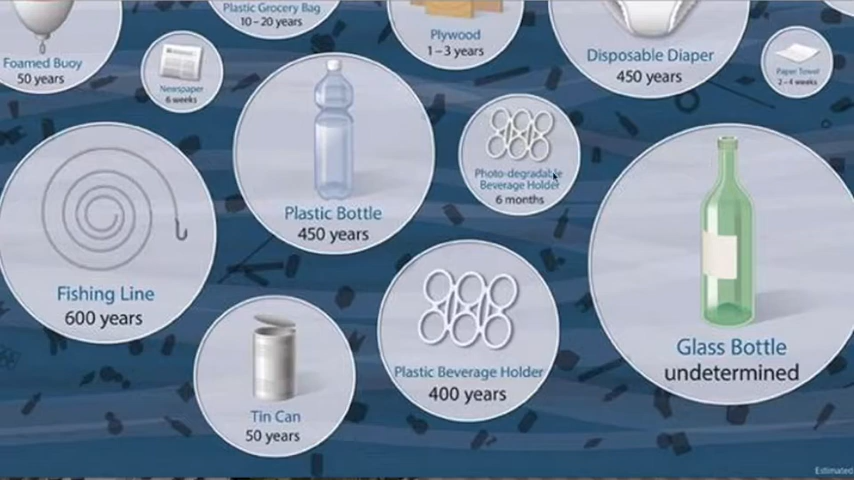 Plastic Grocery Bag
10-20 years
Plywood
1-3 years
Disposable Diaper
450 years
Foamed Buoy
50 years
Newspaper
6 weeks
Paper Towel
2-4 weeks
Photo-degradable
Beverage Holder
6 months
Plastic Bottle
450 years
Fishing Line
600 years
Glass Bottle
undetermined
Plastic Beverage Holder
400 years
Tin Can
50 years
Estimated